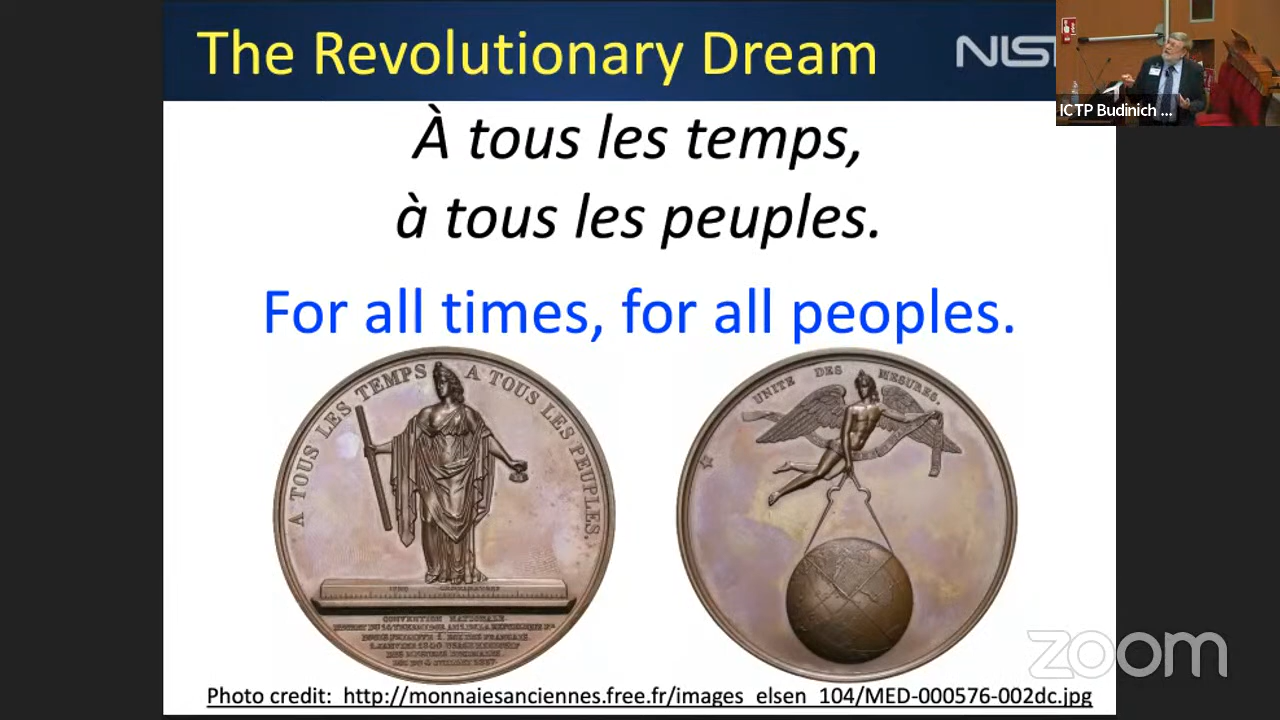 The Revolutionary Dream
NIS
ICTP Budinich ...
À tous les temps,
à tous les peuples.
For all times, for all peoples.
A TOUS LES TEMPS A TOUS LES PEUPLES.
CONVENTION NATIONALE
UNITE DES MESURES.
zoom
Photo credit: http://monnaiesanciennes.free.fr/images_elsen_104/MED-000576-002dc.jpg